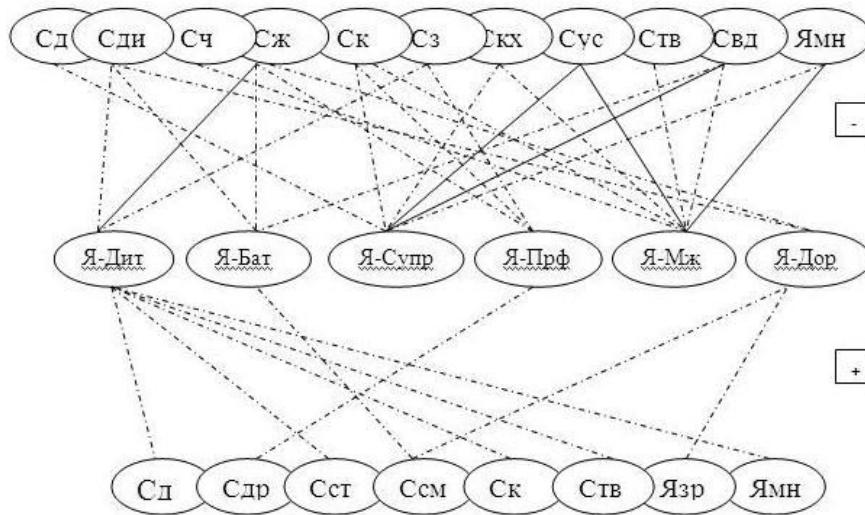 Сд Сди Сч Сж Ск Сз Скх Сус Ств Свд Ямн
-
Я-Дит Я-Бат Я-Супр Я-Прф Я-Мж Я-Дор
+
Сд Сдр Сст Ссм Ск Ств Язр Ямн